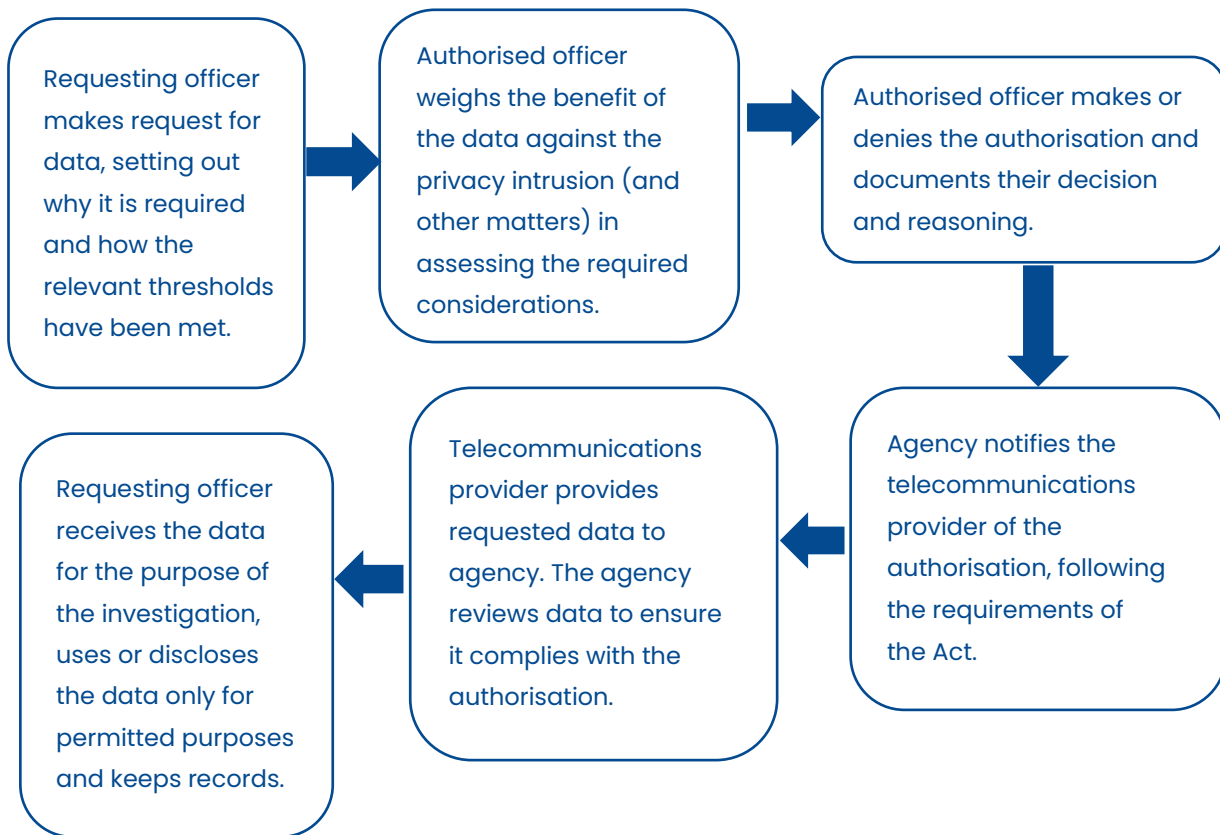 Requesting officer
makes request for
data, setting out
why it is required
and how the
relevant thresholds
have been met.
Authorised officer
weighs the benefit of
the data against the
privacy intrusion (and
other matters) in
assessing the required
considerations.
Authorised officer makes or
denies the authorisation and
documents their decision
and reasoning.
Agency notifies the
telecommunications
provider of the
authorisation, following
the requirements of
the Act.
Telecommunications
provider provides
requested data to
agency. The agency
reviews data to ensure
it complies with the
authorisation.
Requesting officer
receives the data
for the purpose of
the investigation,
uses or discloses
the data only for
permitted purposes
and keeps records.